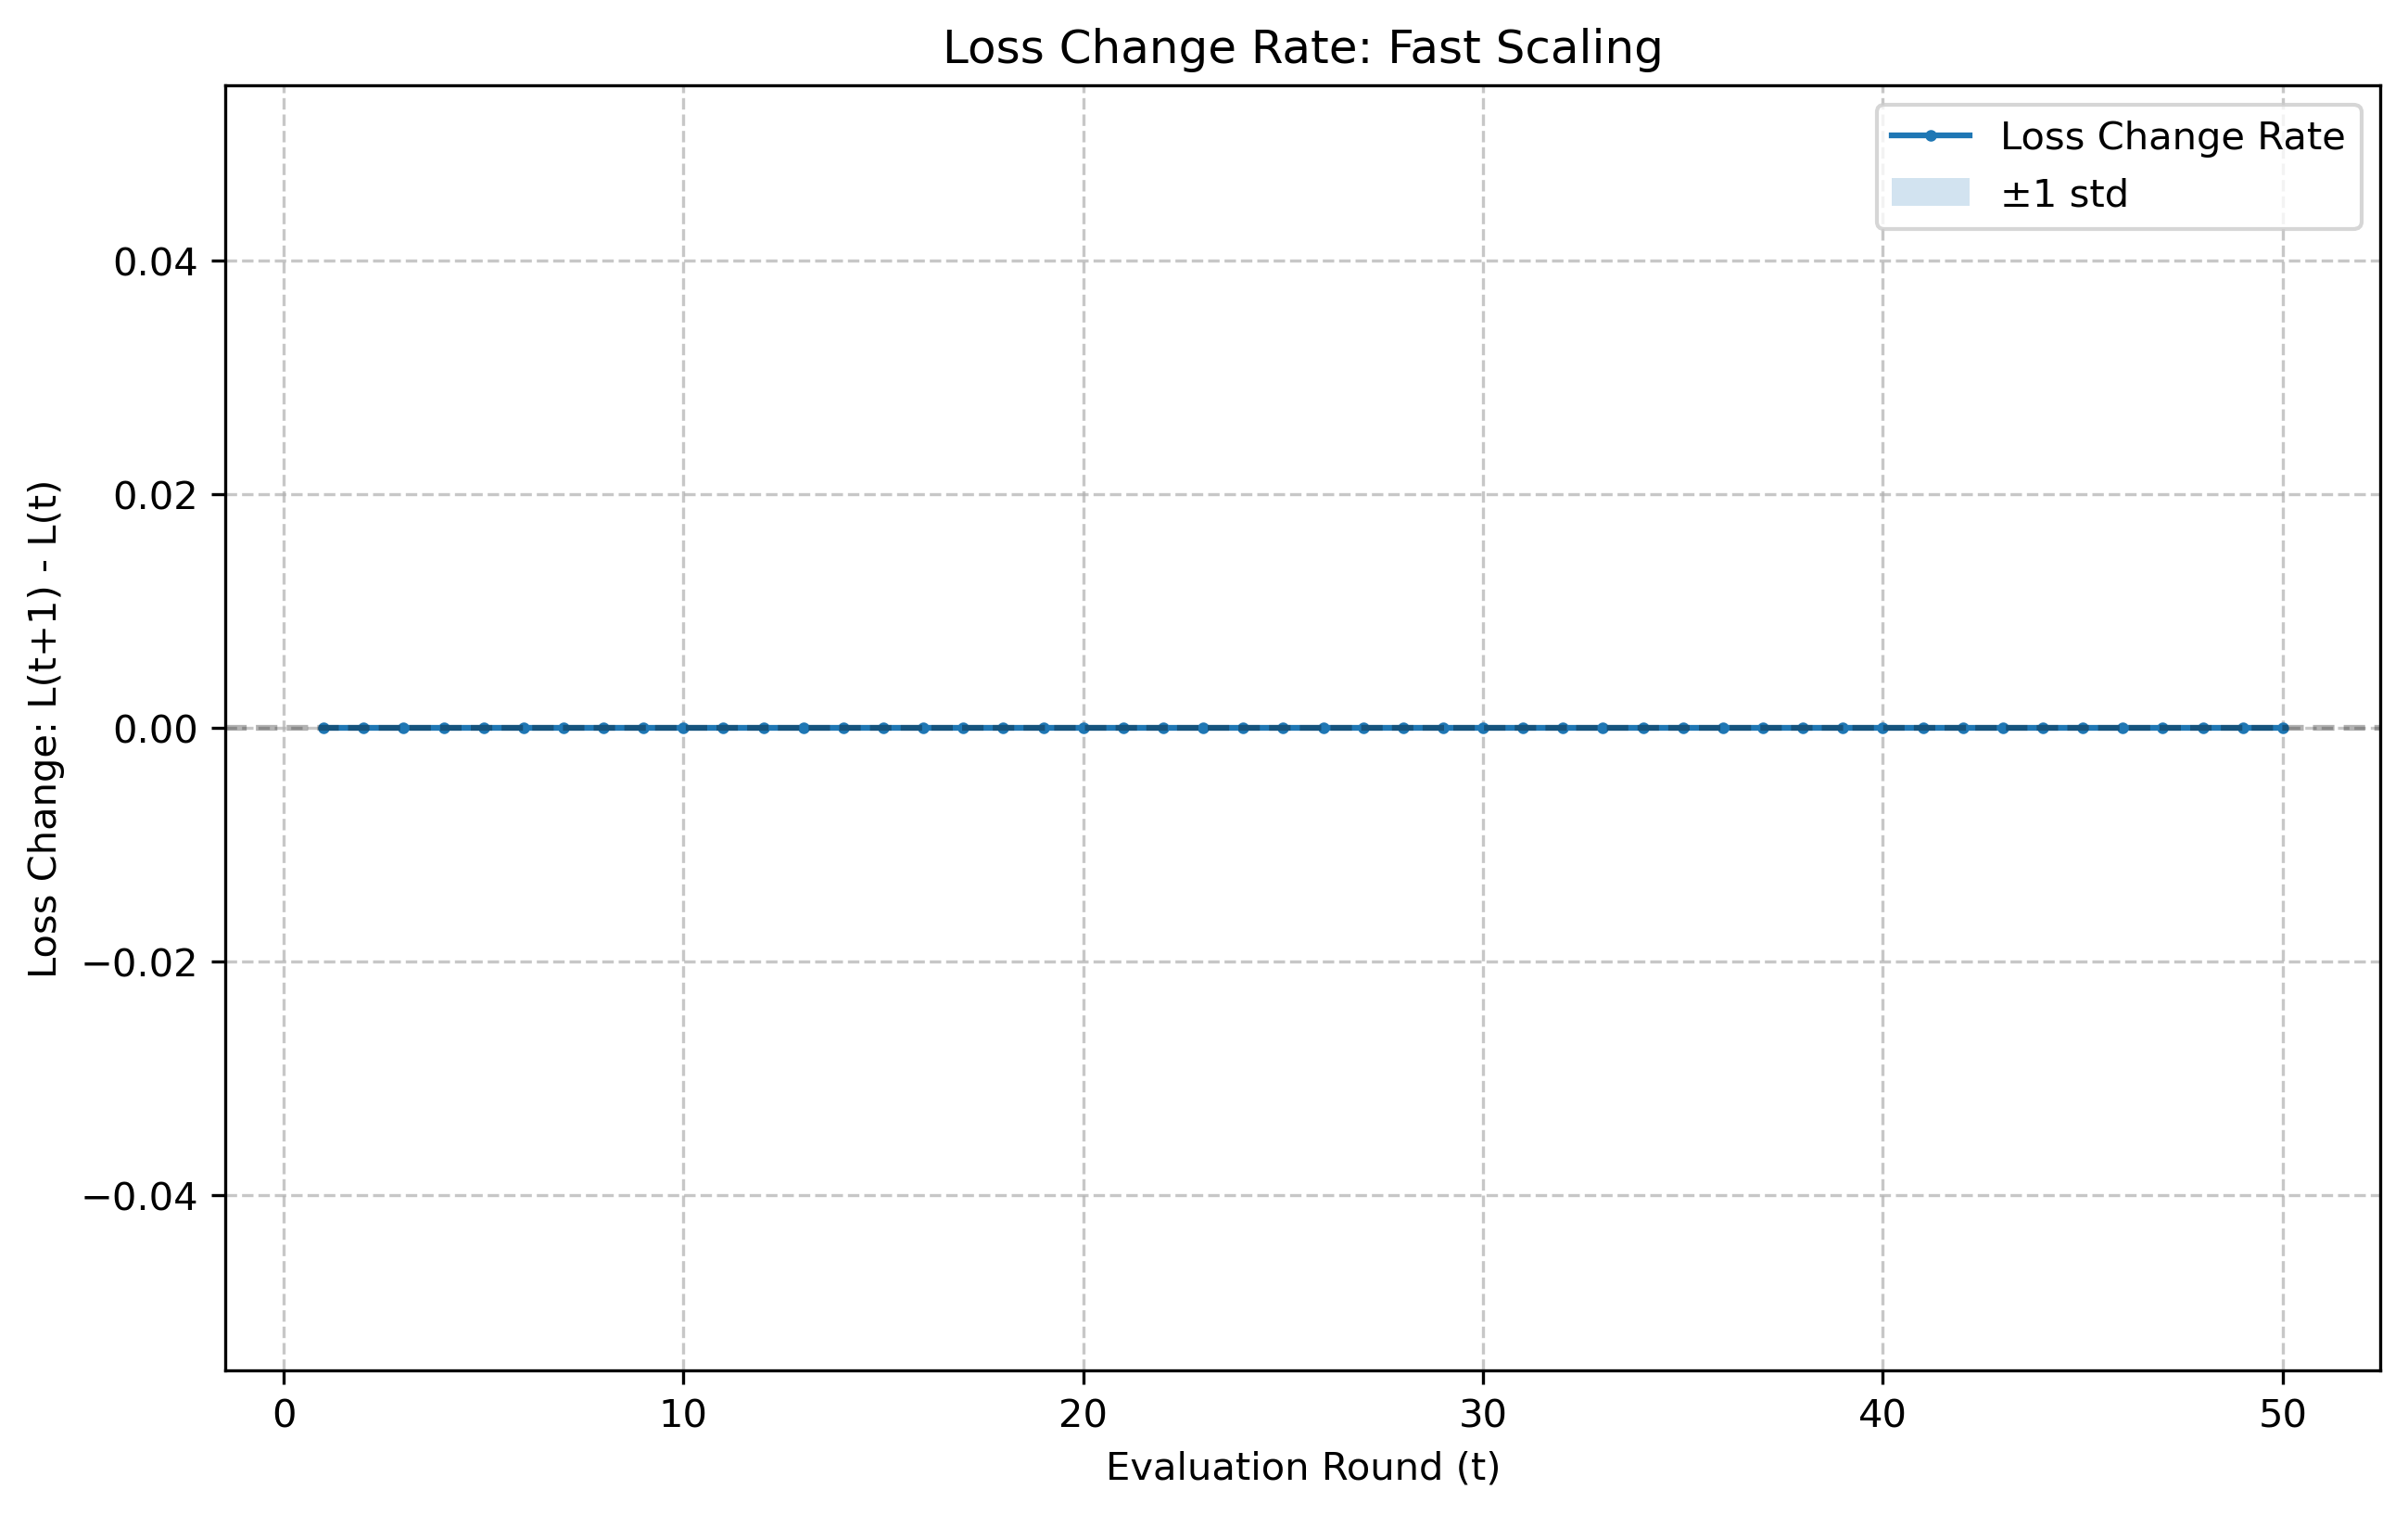 Loss Change Rate: Fast Scaling
Loss Change Rate
±1 std
Loss Change: L(t+1) - L(t)
0.04
0.02
0.00
−0.02
−0.04
0 10 20 30 40 50
Evaluation Round (t)